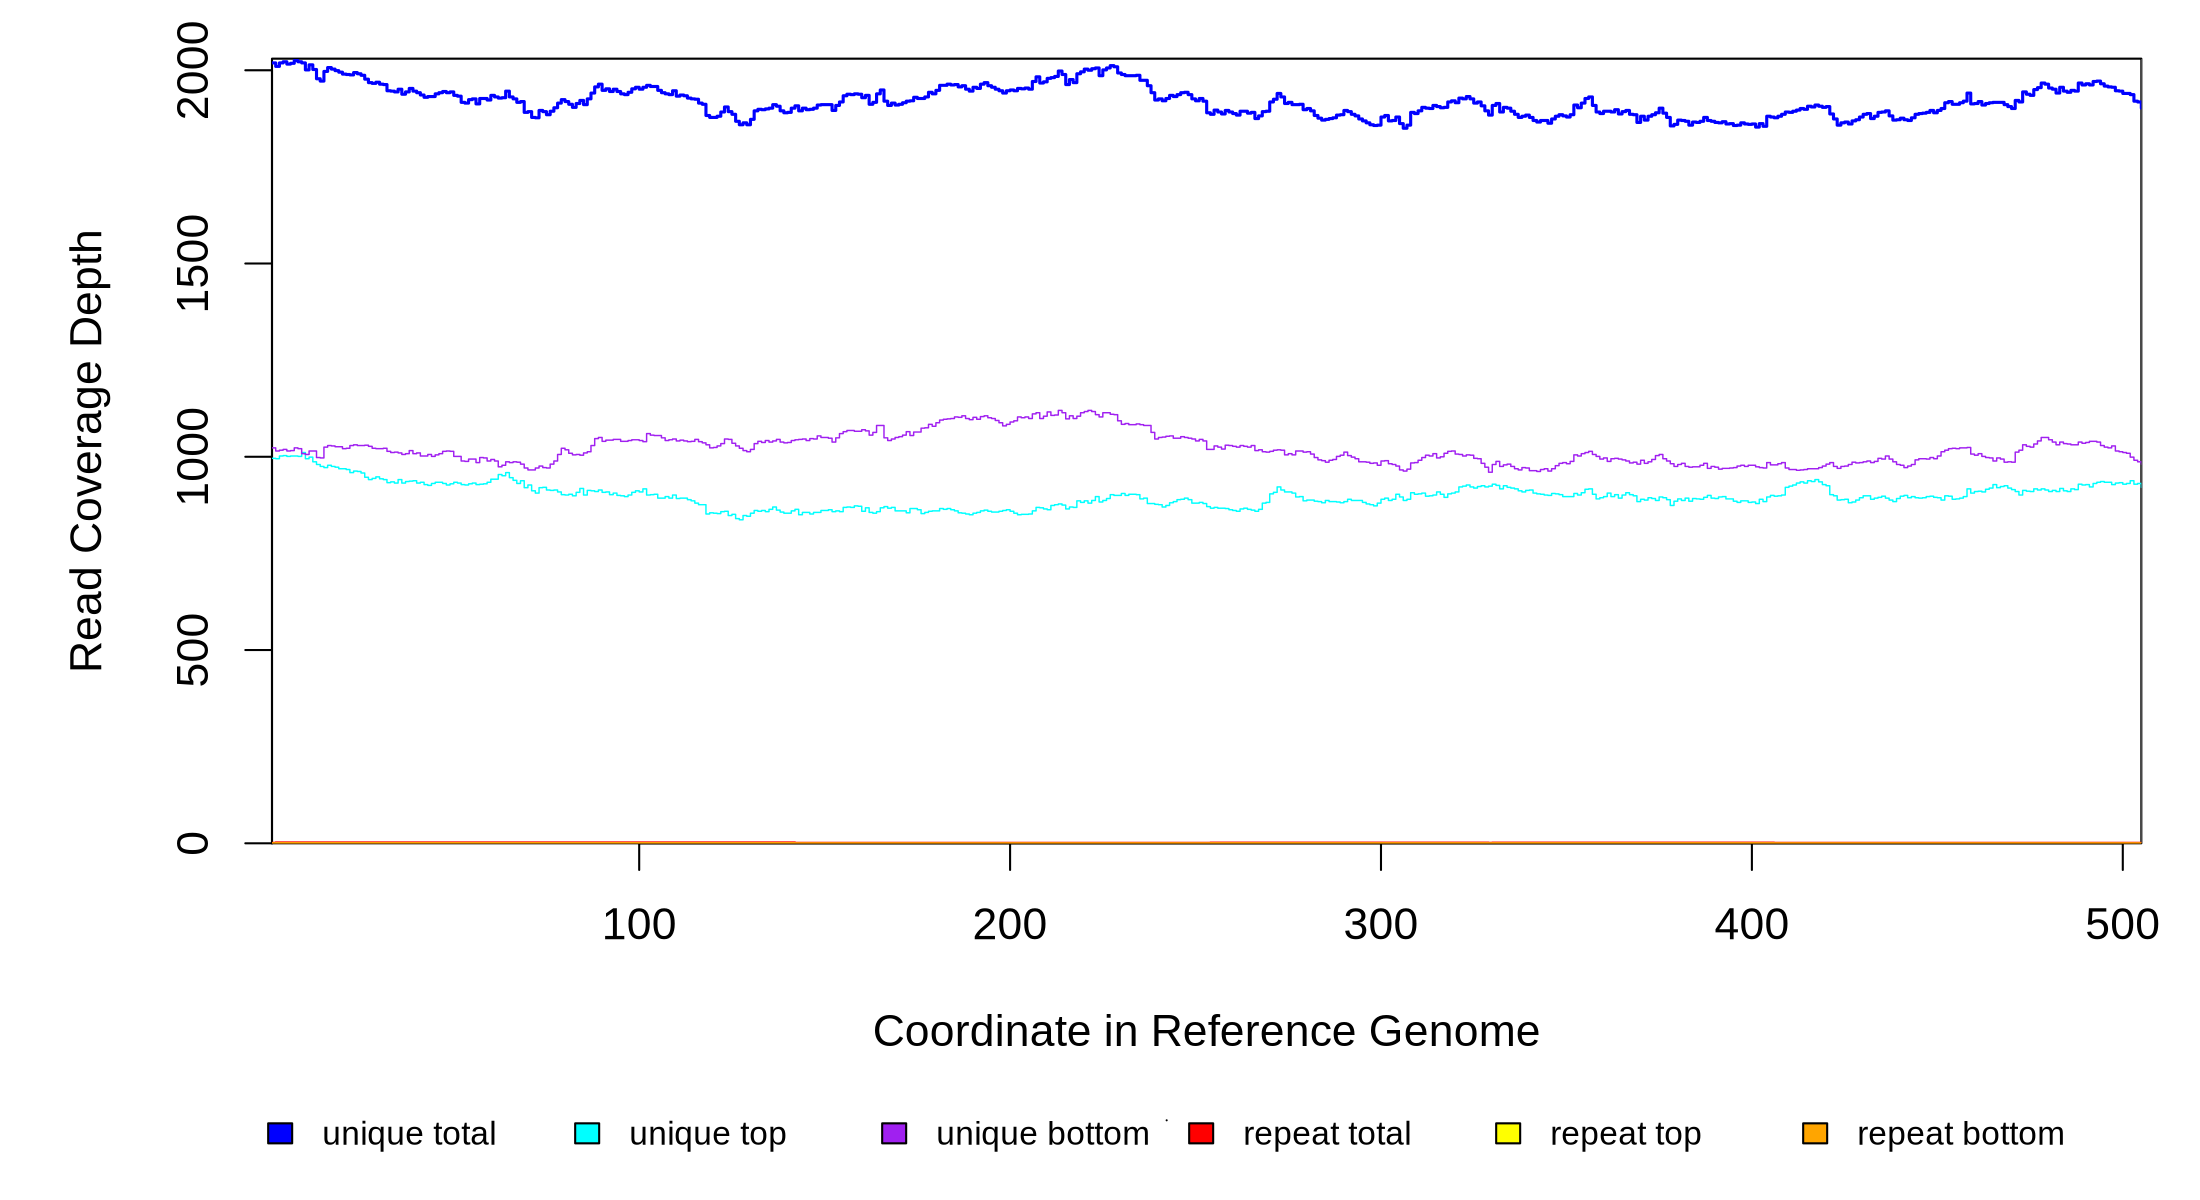 2000
1500
1000
500
0
Read Coverage Depth
100 200 300 400 500
Coordinate in Reference Genome
unique total unique top unique bottom repeat total repeat top repeat bottom